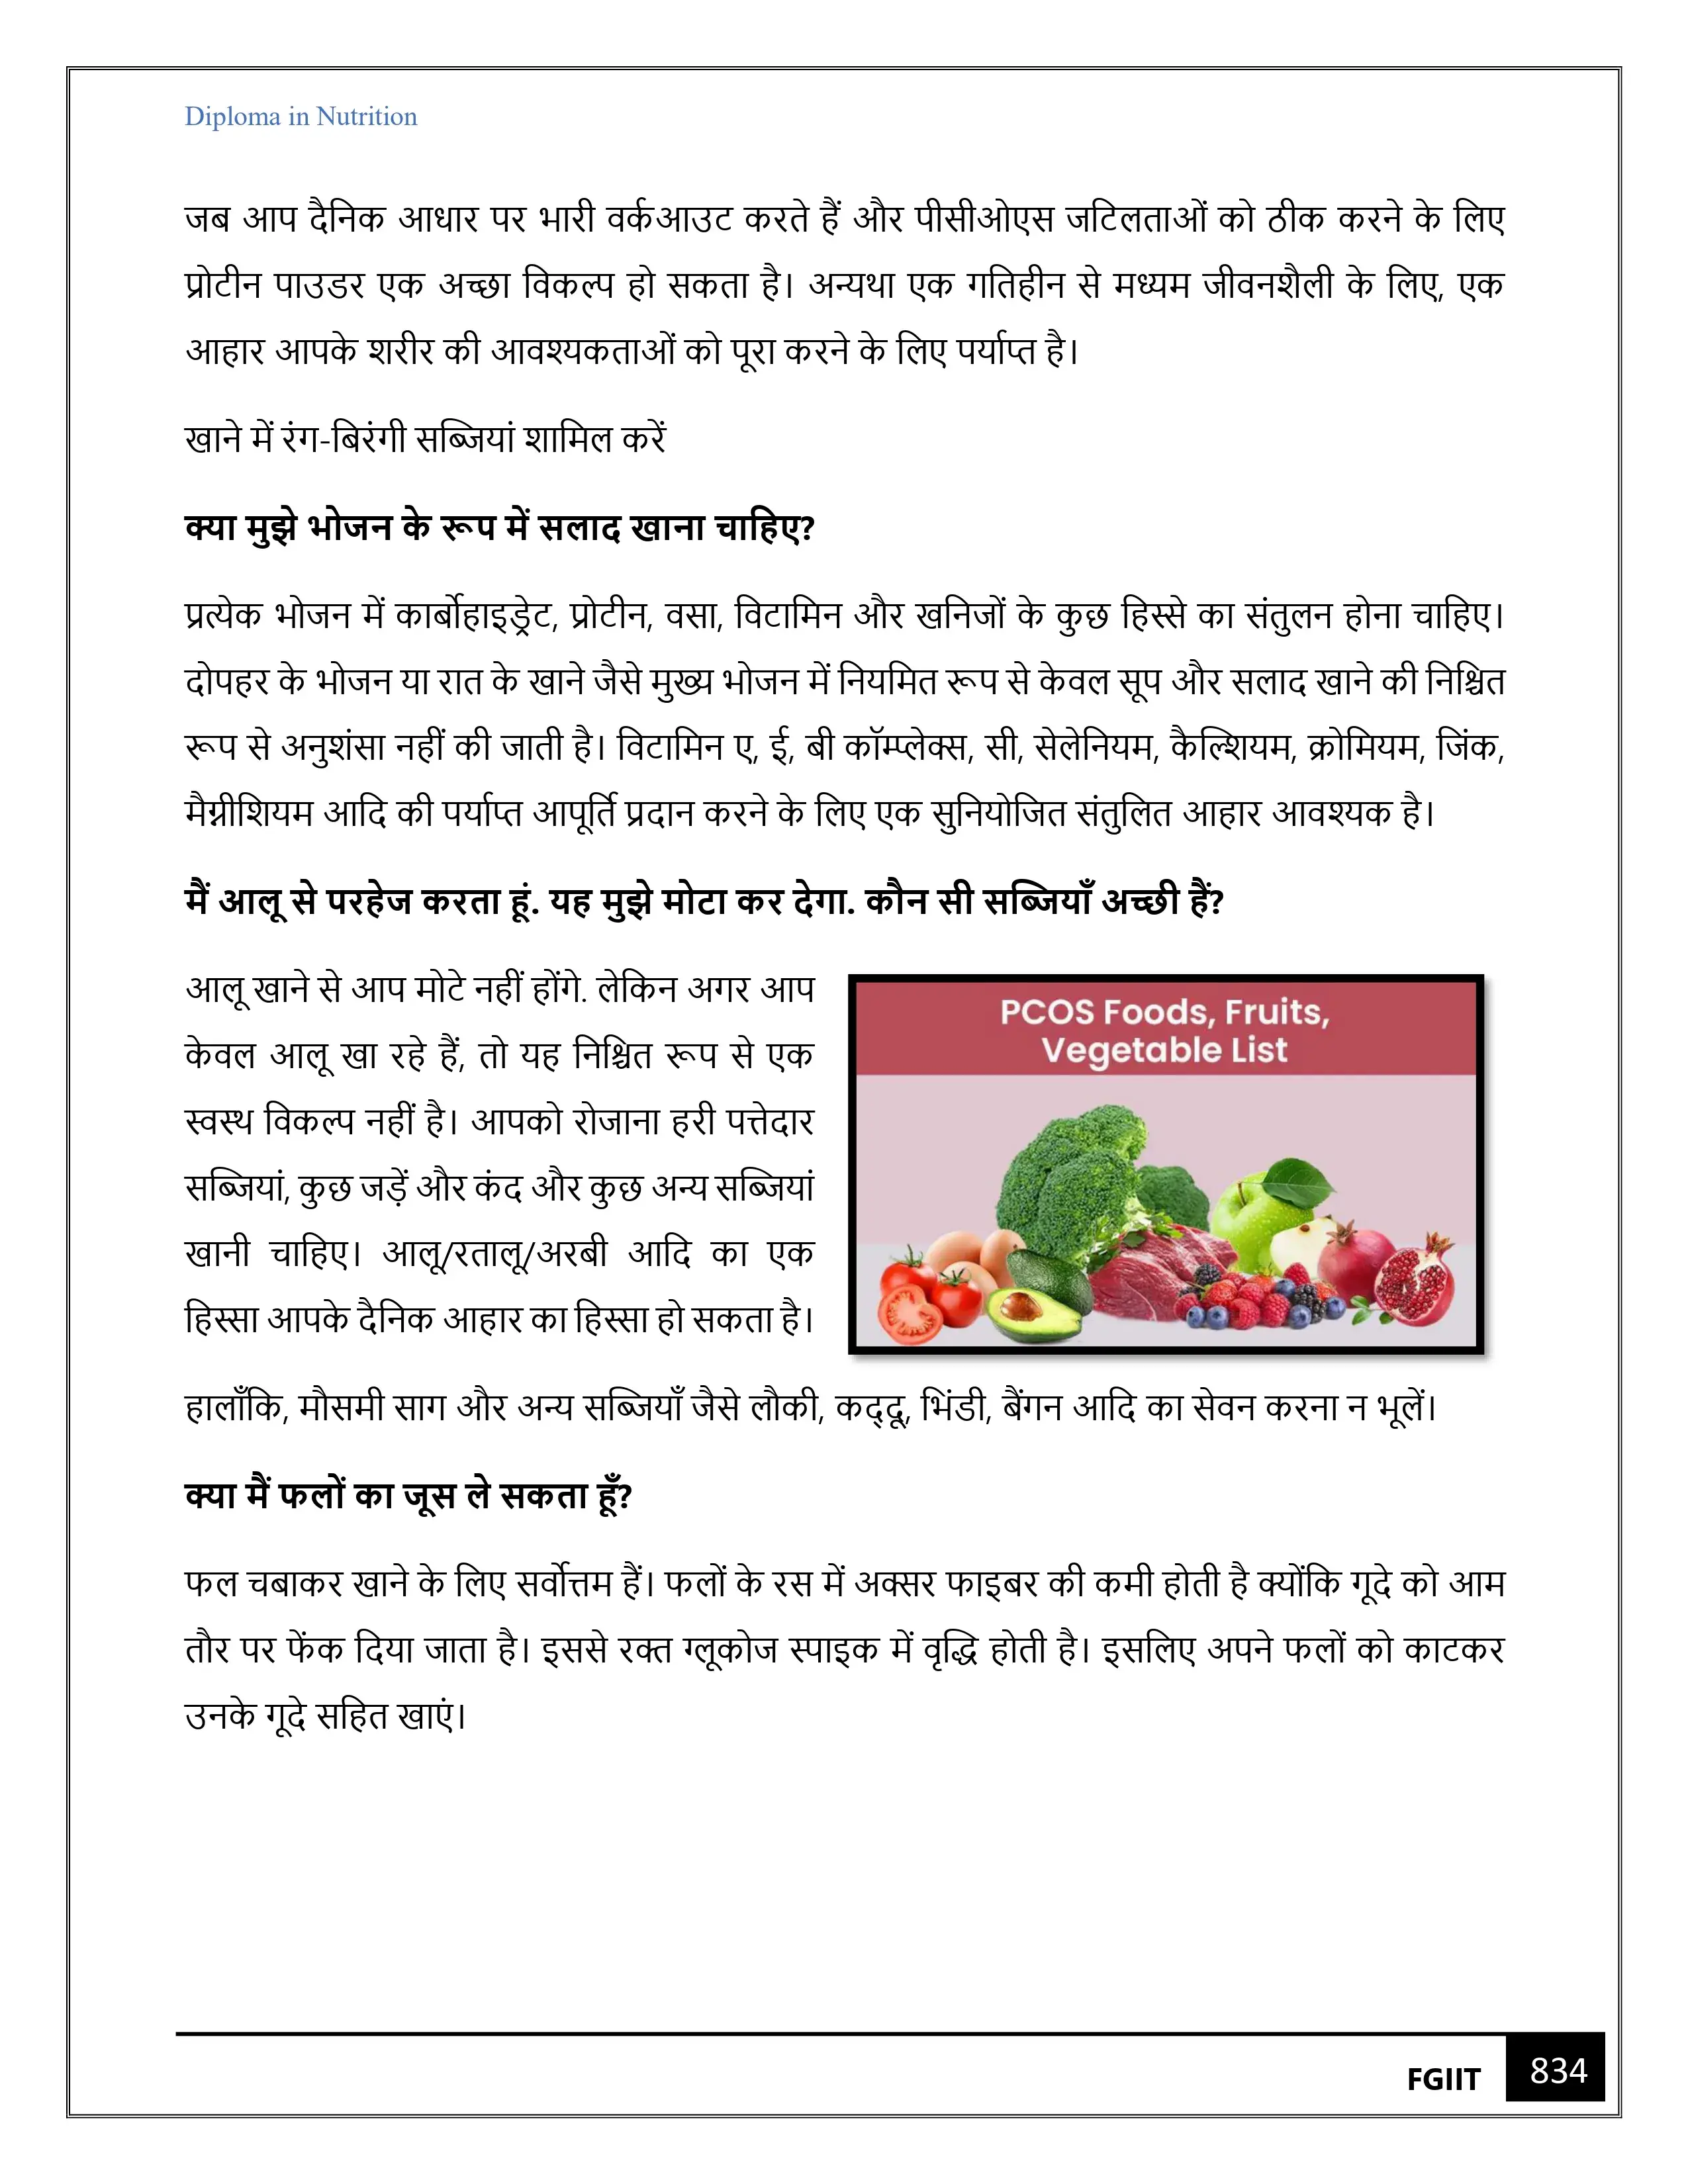 Diploma in Nutrition
जब आप दैनिक आधार पर भारी वर्कआउट करते हैं और पीसीओएस जटिलताओं को ठीक करने के लिए
प्रोटीन पाउडर एक अच्छा विकल्प हो सकता है। अन्यथा एक गतिहीन से मध्यम जीवनशैली के लिए, एक
आहार आपके शरीर की आवश्यकताओं को पूरा करने के लिए पर्याप्त है।
खाने में रंग-बिरंगी सब्जियां शामिल करें
क्या मुझे भोजन के रूप में सलाद खाना चाहिए?
प्रत्येक भोजन में कार्बोहाइड्रेट, प्रोटीन, वसा, विटामिन और खनिजों के कुछ हिस्से का संतुलन होना चाहिए।
दोपहर के भोजन या रात के खाने जैसे मुख्य भोजन में नियमित रूप से केवल सूप और सलाद खाने की निश्चित
रूप से अनुशंसा नहीं की जाती है। विटामिन ए, ई, बी कॉम्प्लेक्स, सी, सेलेनियम, कैल्शियम, क्रोमियम, जिंक,
मैग्नीशियम आदि की पर्याप्त आपूर्ति प्रदान करने के लिए एक सुनियोजित संतुलित आहार आवश्यक है।
मैं आलू से परहेज करता हूं. यह मुझे मोटा कर देगा. कौन सी सब्जियाँ अच्छी हैं?
आलू खाने से आप मोटे नहीं होंगे. लेकिन अगर आप
केवल आलू खा रहे हैं, तो यह निश्चित रूप से एक
स्वस्थ विकल्प नहीं है। आपको रोजाना हरी पत्तेदार
सब्जियां, कुछ जड़ें और कंद और कुछ अन्य सब्जियां
खानी चाहिए। आलू/रतालू/अरबी आदि का एक
हिस्सा आपके दैनिक आहार का हिस्सा हो सकता है।
PCOS Foods, Fruits,
Vegetable List
हालाँकि, मौसमी साग और अन्य सब्जियाँ जैसे लौकी, कद्दू, भिंडी, बैंगन आदि का सेवन करना न भूलें।
क्या मैं फलों का जूस ले सकता हूँ?
फल चबाकर खाने के लिए सर्वोत्तम हैं। फलों के रस में अक्सर फाइबर की कमी होती है क्योंकि गूदे को आम
तौर पर फेंक दिया जाता है। इससे रक्त ग्लूकोज स्पाइक में वृद्धि होती है। इसलिए अपने फलों को काटकर
उनके गूदे सहित खाएं।
FGIIT 834